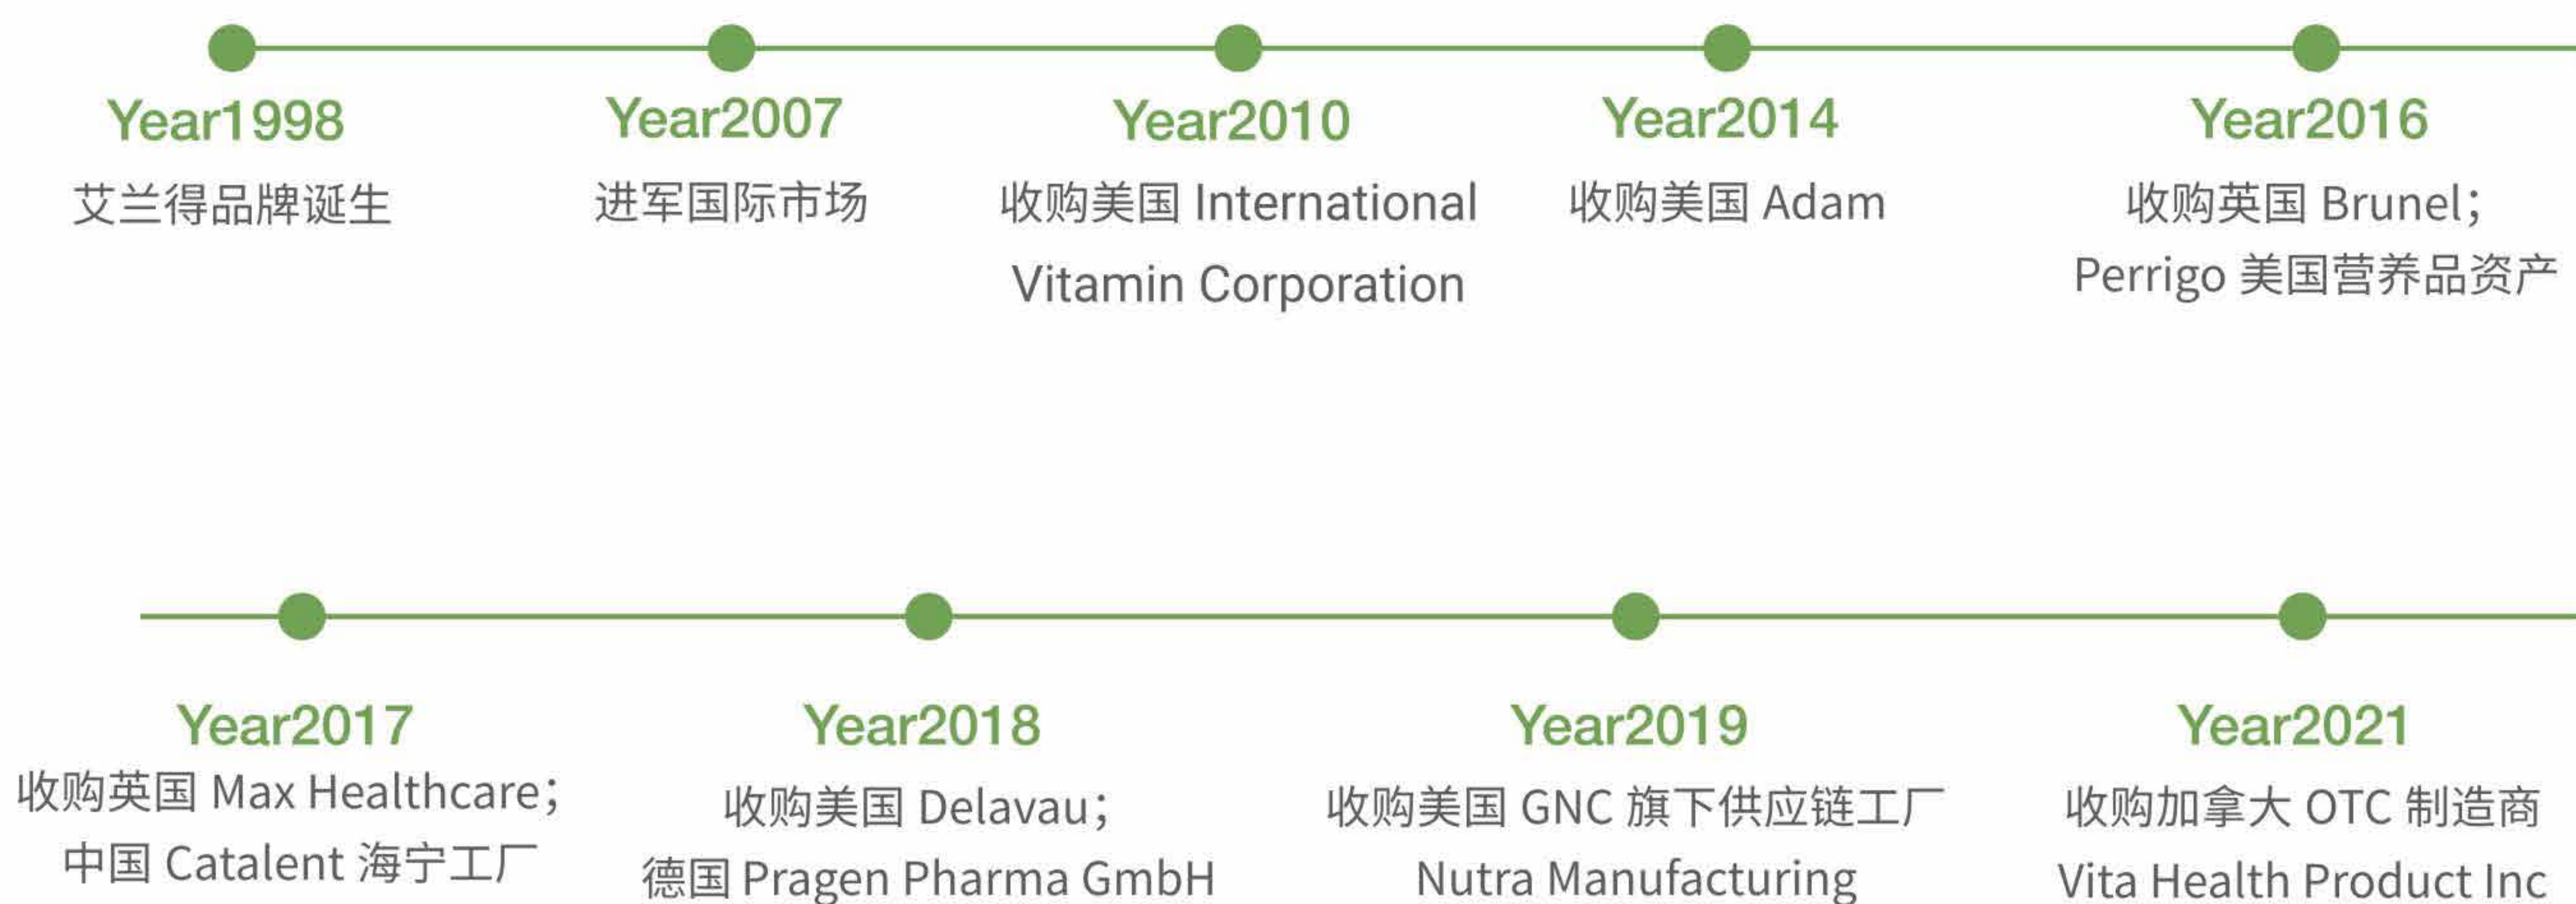 Year1998
艾兰得品牌诞生
Year2007
进军国际市场
Year2010
收购美国 International
Vitamin Corporation
Year2014
收购美国 Adam
Year2016
收购英国 Brunel；
Perrigo 美国营养品资产
Year2017
收购英国 Max Healthcare；
中国 Catalent 海宁工厂
Year2018
收购美国 Delavau；
德国 Pragen Pharma GmbH
Year2019
收购美国 GNC 旗下供应链工厂
Nutra Manufacturing
Year2021
收购加拿大 OTC 制造商
Vita Health Product Inc